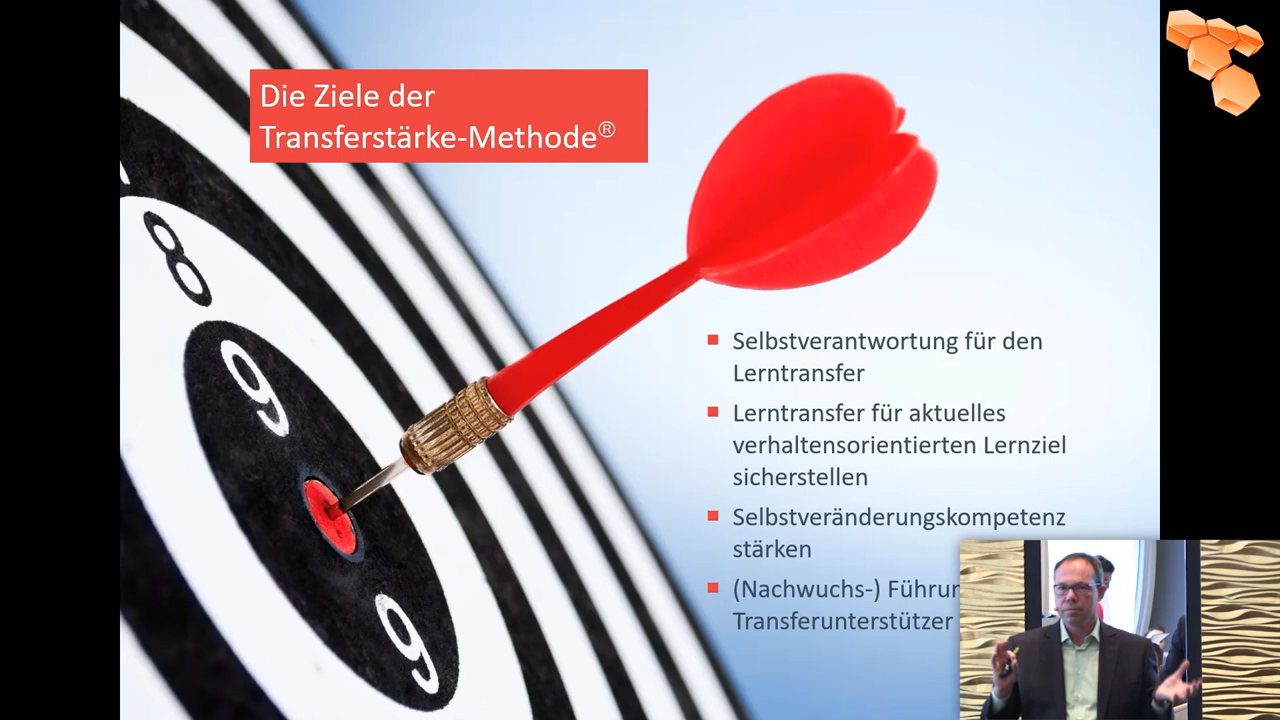 Die Ziele der
Transferstärke-Methode®
8
9
9
Selbstverantwortung für den
Lerntransfer
Lerntransfer für aktuelles
verhaltensorientierten Lernziel
sicherstellen
Selbstveränderungskompetenz
stärken
(Nachwuchs-)
Transferunterstützer